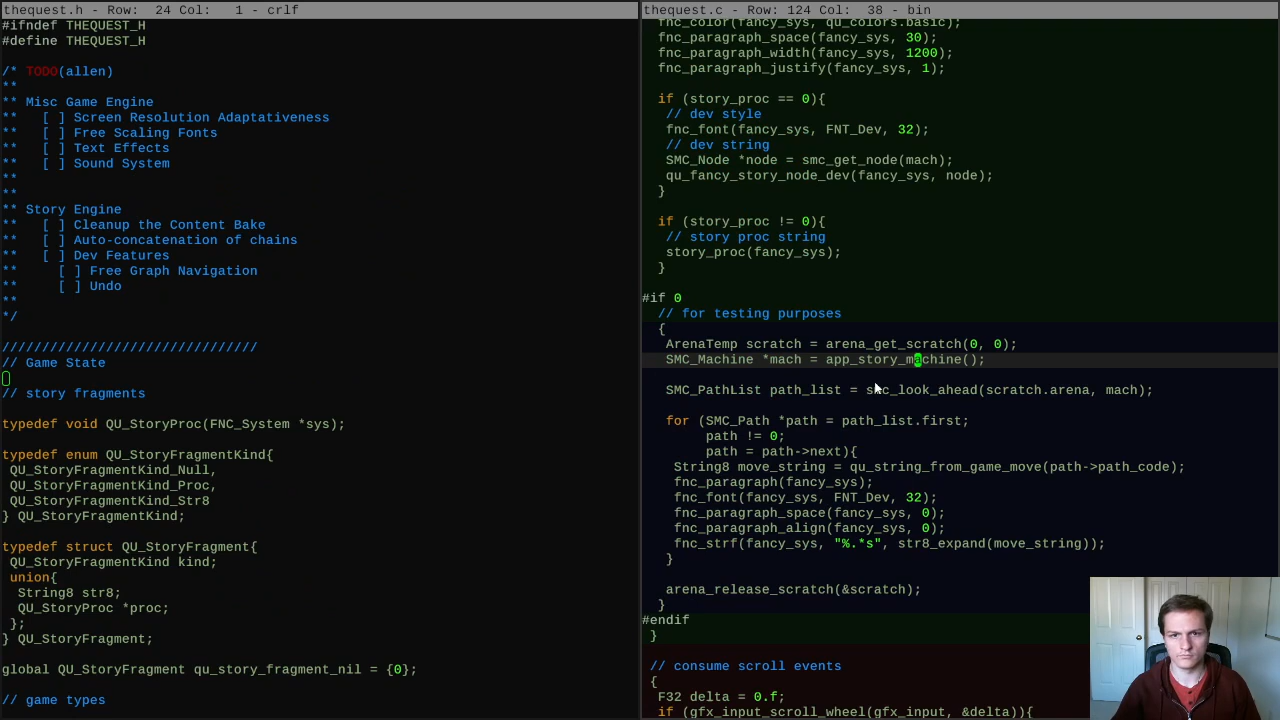 thequest.h - Row:  24 Col:   1 - crlf
#ifndef THEQUEST_H
#define THEQUEST_H
/* TODO(allen)
**
** Misc Game Engine
**   [ ] Screen Resolution Adaptativeness
**   [ ] Free Scaling Fonts
**   [ ] Text Effects
**   [ ] Sound System
**
**
** Story Engine
**   [ ] Cleanup the Content Bake
**   [ ] Auto-concatenation of chains
**   [ ] Dev Features
**     [ ] Free Graph Navigation
**     [ ] Undo
**
*/
////////////////////////////////
// Game State
// story fragments
typedef void QU_StoryProc(FNC_System *sys);
typedef enum QU_StoryFragmentKind{
QU_StoryFragmentKind_Null,
QU_StoryFragmentKind_Proc,
QU_StoryFragmentKind_Str8
} QU_StoryFragmentKind;
typedef struct QU_StoryFragment{
QU_StoryFragmentKind kind;
union{
String8 str8;
QU_StoryProc *proc;
};
} QU_StoryFragment;
global QU_StoryFragment qu_story_fragment_nil = {0};
// game types
thequest.c - Row: 124 Col:  38 - bin
fnc_color(fancy_sys, qu_colors.basic);
fnc_paragraph_space(fancy_sys, 30);
fnc_paragraph_width(fancy_sys, 1200);
fnc_paragraph_justify(fancy_sys, 1);
if (story_proc == 0){
// dev style
fnc_font(fancy_sys, FNT_Dev, 32);
// dev string
SMC_Node *node = smc_get_node(mach);
qu_fancy_story_node_dev(fancy_sys, node);
}
if (story_proc != 0){
// story proc string
story_proc(fancy_sys);
}
#if 0
// for testing purposes
{
ArenaTemp scratch = arena_get_scratch(0, 0);
SMC_Machine *mach = app_story_machine();
SMC_PathList path_list = smc_look_ahead(scratch.arena, mach);
for (SMC_Path *path = path_list.first;
path != 0;
path = path->next){
String8 move_string = qu_string_from_game_move(path->path_code);
fnc_paragraph(fancy_sys);
fnc_font(fancy_sys, FNT_Dev, 32);
fnc_paragraph_space(fancy_sys, 0);
fnc_paragraph_align(fancy_sys, 0);
fnc_strf(fancy_sys, "%.*s", str8_expand(move_string));
}
arena_release_scratch(&scratch);
}
#endif
}
// consume scroll events
{
F32 delta = 0.f;
if (gfx_input_scroll_wheel(gfx_input, &delta)){